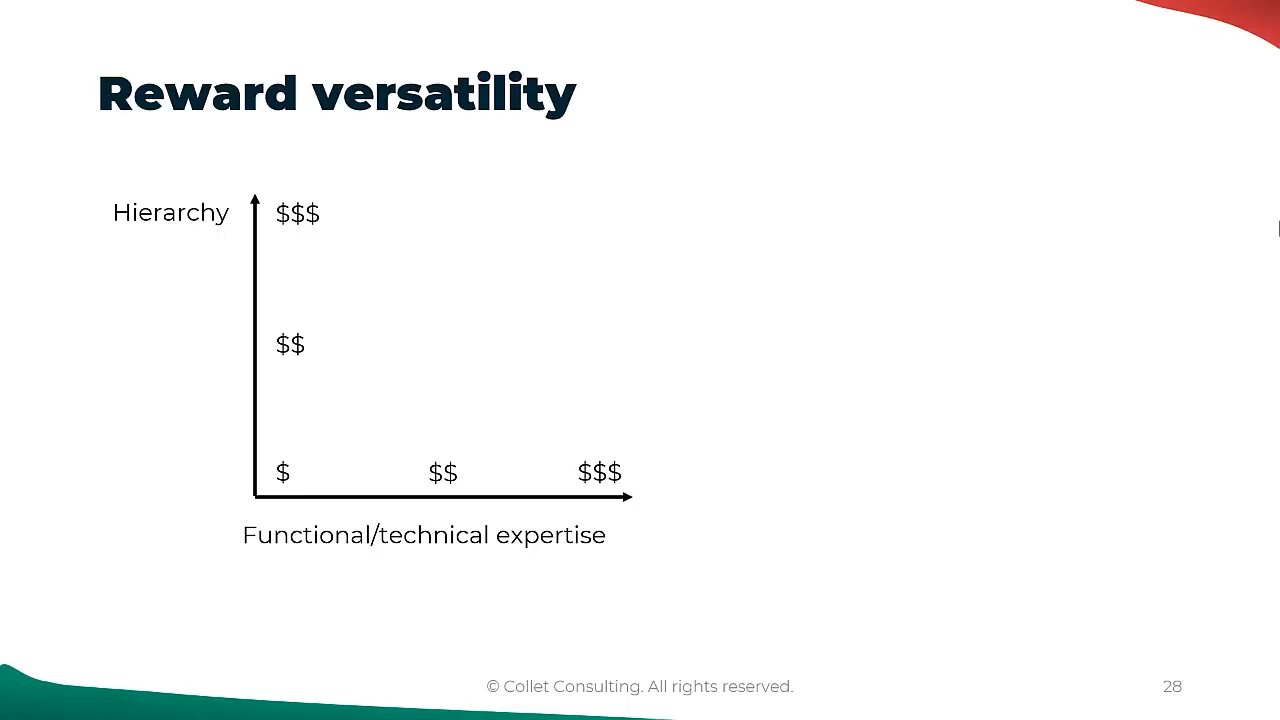 Reward versatility
Hierarchy
$$$
$$
$
$$
$$$
Functional/technical expertise
© Collet Consulting. All rights reserved.
28